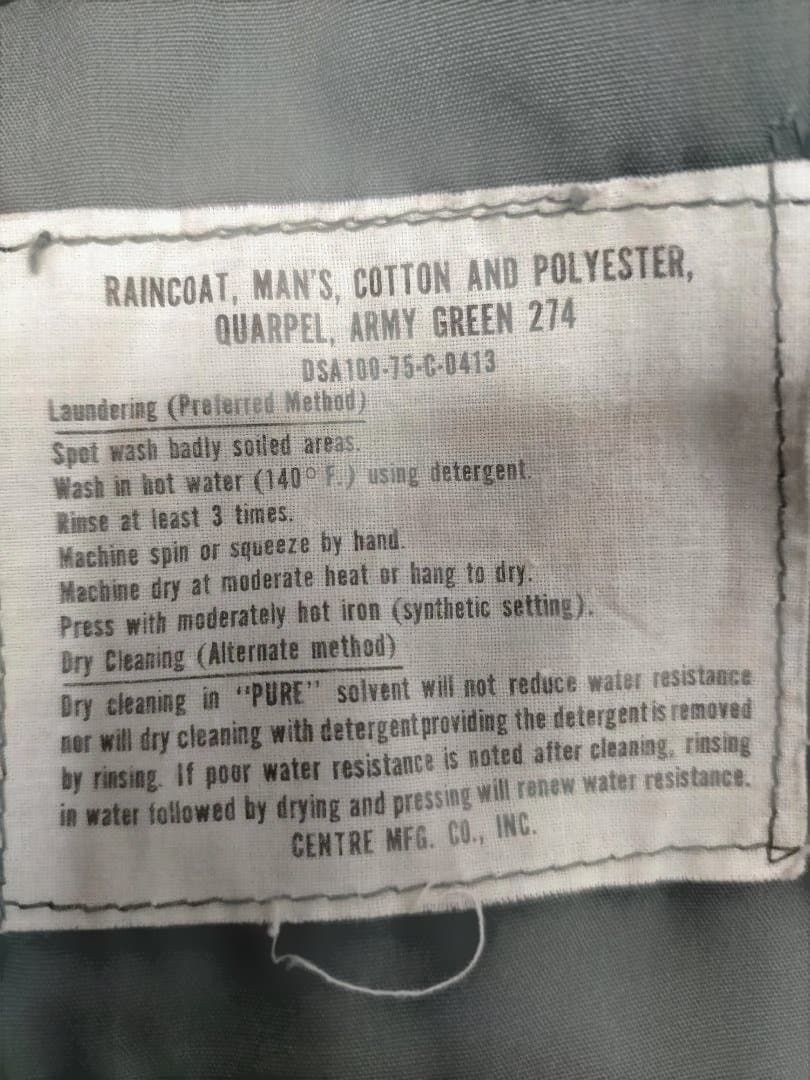 RAINCOAT, MAN'S, COTTON AND POLYESTER,
QUARPEL, ARMY GREEN 274
DSA100-75-C-0413
Laundering (Preferred Method)
Spot wash badly soiled areas.
Wash in hot water (140° F.) using detergent.
Rinse at least 3 times.
Machine spin or squeeze by hand.
Machine dry at moderate heat or hang to dry.
Press with moderately hot iron (synthetic setting).
Dry Cleaning (Alternate method)
Dry cleaning in "PURE" solvent will not reduce water resistance
nor will dry cleaning with detergent providing the detergent is removed
by rinsing. If poor water resistance is noted after cleaning, rinsing
in water followed by drying and pressing will renew water resistance.
CENTRE MFG. CO., INC.